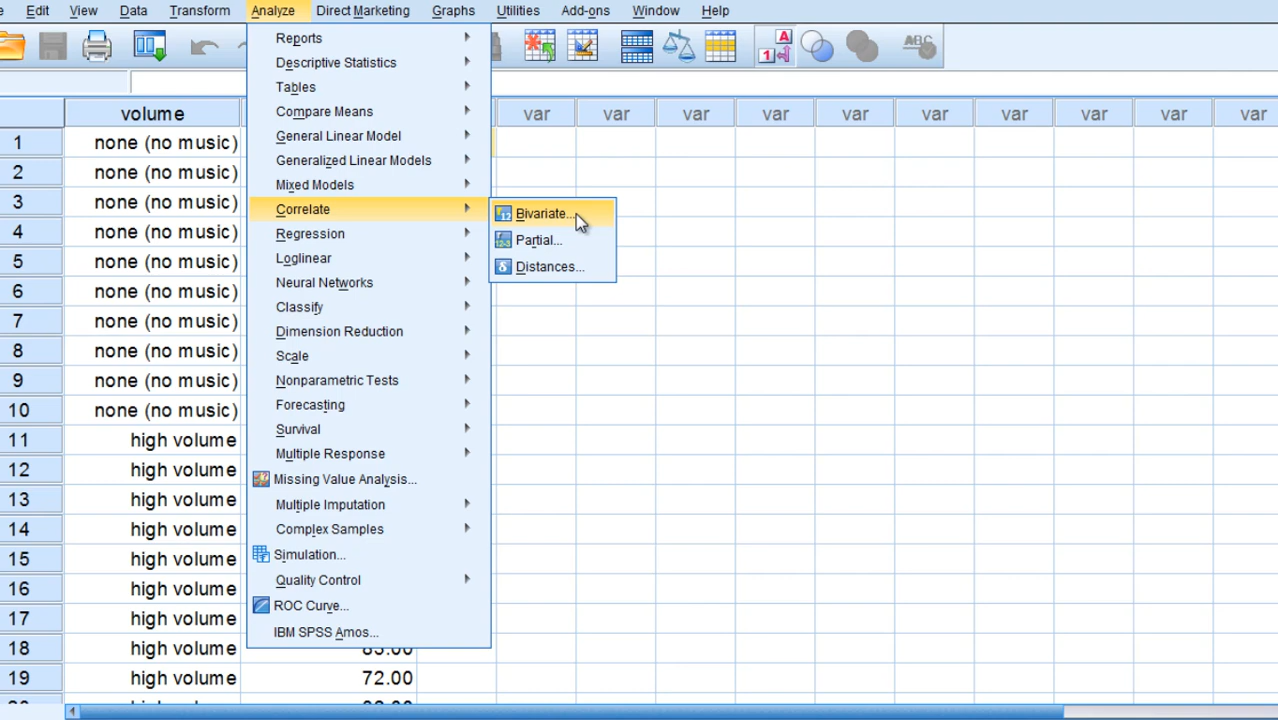 e Edit View Data Transform Analyze Direct Marketing Graphs Utilities Add-ons Window Help
Reports
Descriptive Statistics
Tables
Compare Means
General Linear Model
Generalized Linear Models
Mixed Models
Correlate
Regression
Loglinear
Neural Networks
Classify
Dimension Reduction
Scale
Nonparametric Tests
Forecasting
Survival
Multiple Response
Missing Value Analysis...
Multiple Imputation
Complex Samples
Simulation...
Quality Control
ROC Curve...
IBM SPSS Amos...
Bivariate...
Partial...
Distances...
A
1
ABC
volume var var var var var var var var var var
1 none (no music)
2 none (no music)
3 none (no music)
4 none (no music)
5 none (no music)
6 none (no music)
7 none (no music)
8 none (no music)
9 none (no music)
10 none (no music)
11 high volume
12 high volume
13 high volume
14 high volume
15 high volume
16 high volume
17 high volume
18 high volume
19 high volume 72.00